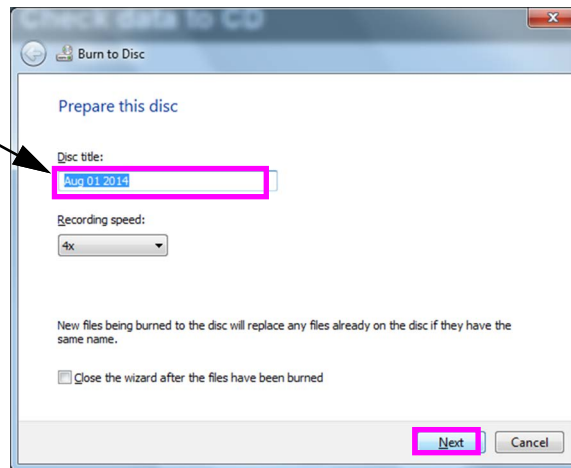 Check data to CD
Burn to Disc
Prepare this disc
Disc title:
Aug 01 2014
Recording speed:
4x
New files being burned to the disc will replace any files already on the disc if they have the
same name.
Close the wizard after the files have been burned
Next Cancel